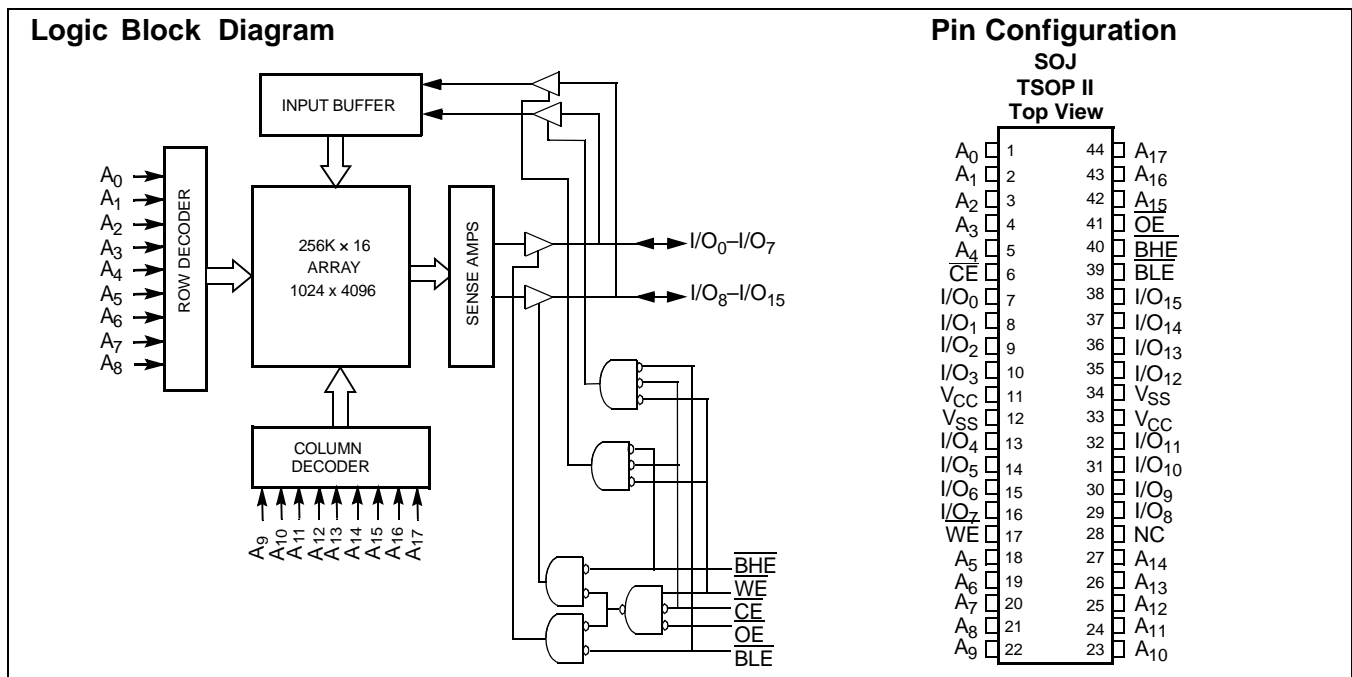 Logic Block Diagram
INPUT BUFFER
A0
A1
A2
A3
A4
A5
A6
A7
A8
ROW DECODER
256K × 16
ARRAY
1024 x 4096
SENSE AMPS
I/O0–I/O7
I/O8–I/O15
COLUMN
DECODER
A9
A10
A11
A12
A13
A14
A15
A16
A17
BHE
WE
CE
OE
BLE
Pin Configuration
SOJ
TSOP II
Top View
A0 1 44 A17
A1 2 43 A16
A2 3 42 A15
A3 4 41 OE
A4 5 40 BHE
CE 6 39 BLE
I/O0 7 38 I/O15
I/O1 8 37 I/O14
I/O2 9 36 I/O13
I/O3 10 35 I/O12
VCC 11 34 VSS
VSS 12 33 VCC
I/O4 13 32 I/O11
I/O5 14 31 I/O10
I/O6 15 30 I/O9
I/O7 16 29 I/O8
WE 17 28 NC
A5 18 27 A14
A6 19 26 A13
A7 20 25 A12
A8 21 24 A11
A9 22 23 A10